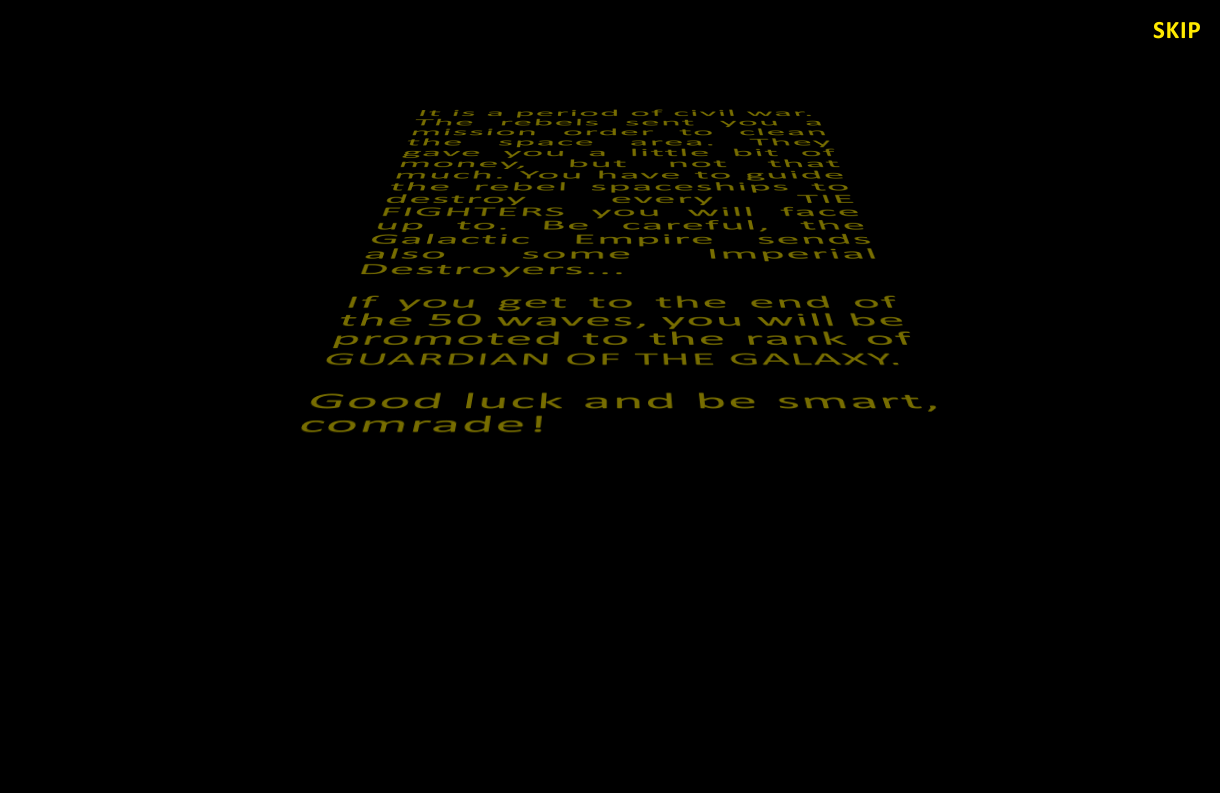 SKIP
It is a period of civil war.
The rebels sent you a
mission order to clean
the space area. They
gave you a little bit of
money, but not that
much. You have to guide
the rebel spaceships to
destroy every TIE
FIGHTERS you will face
up to. Be careful, the
Galactic Empire sends
also some Imperial
Destroyers...
If you get to the end of
the 50 waves, you will be
promoted to the rank of
GUARDIAN OF THE GALAXY.
Good luck and be smart,
comrade!